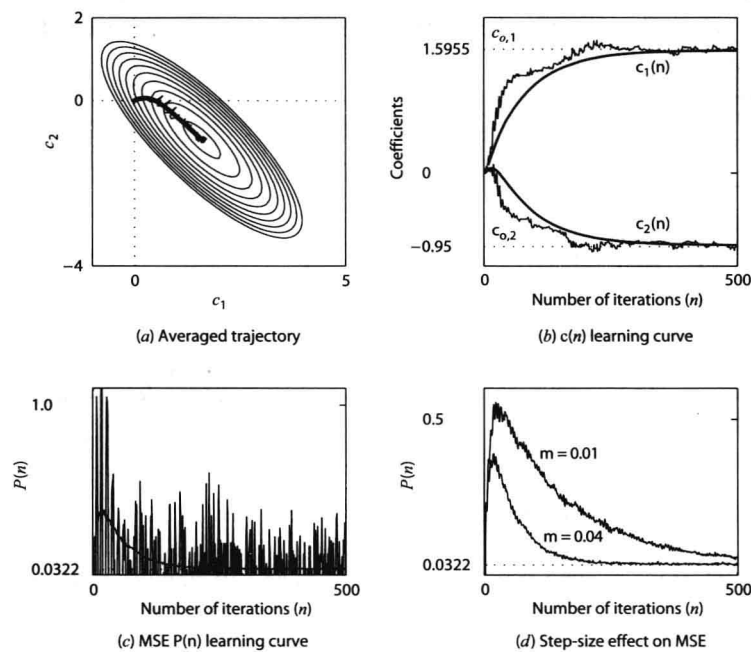 2
0
−4
c2
0
5
c1
(a) Averaged trajectory
co,1
1.5955
c1(n)
Coefficients
0
c2(n)
co,2
−0.95
0
500
Number of iterations (n)
(b) c(n) learning curve
1.0
P(n)
0.0322
0
500
Number of iterations (n)
(c) MSE P(n) learning curve
0.5
m = 0.01
P(n)
m = 0.04
0.0322
0
500
Number of iterations (n)
(d) Step-size effect on MSE